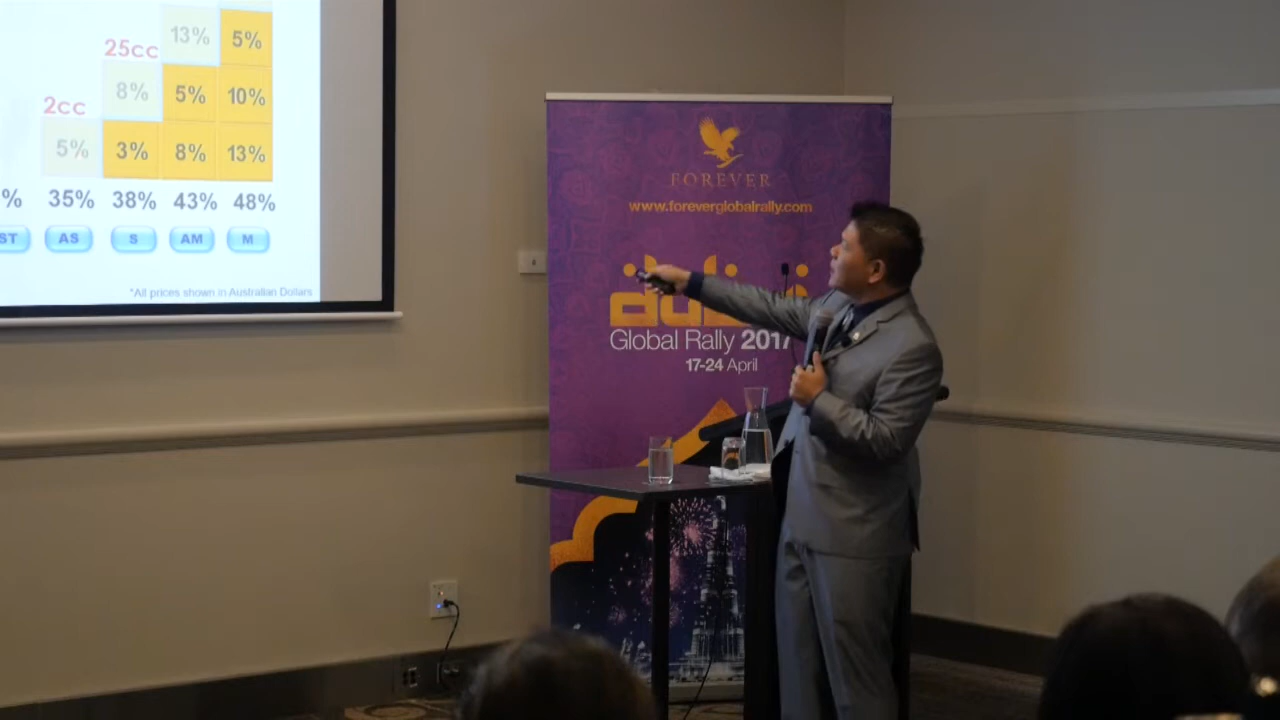 13% 5%
25cc
8% 5% 10%
2cc
5% 3% 8% 13%
% 35% 38% 43% 48%
ST AS S AM M
*All prices shown in Australian Dollars
FOREVER
www.foreverglobalrally.com
Global Rally 2017
17-24 April